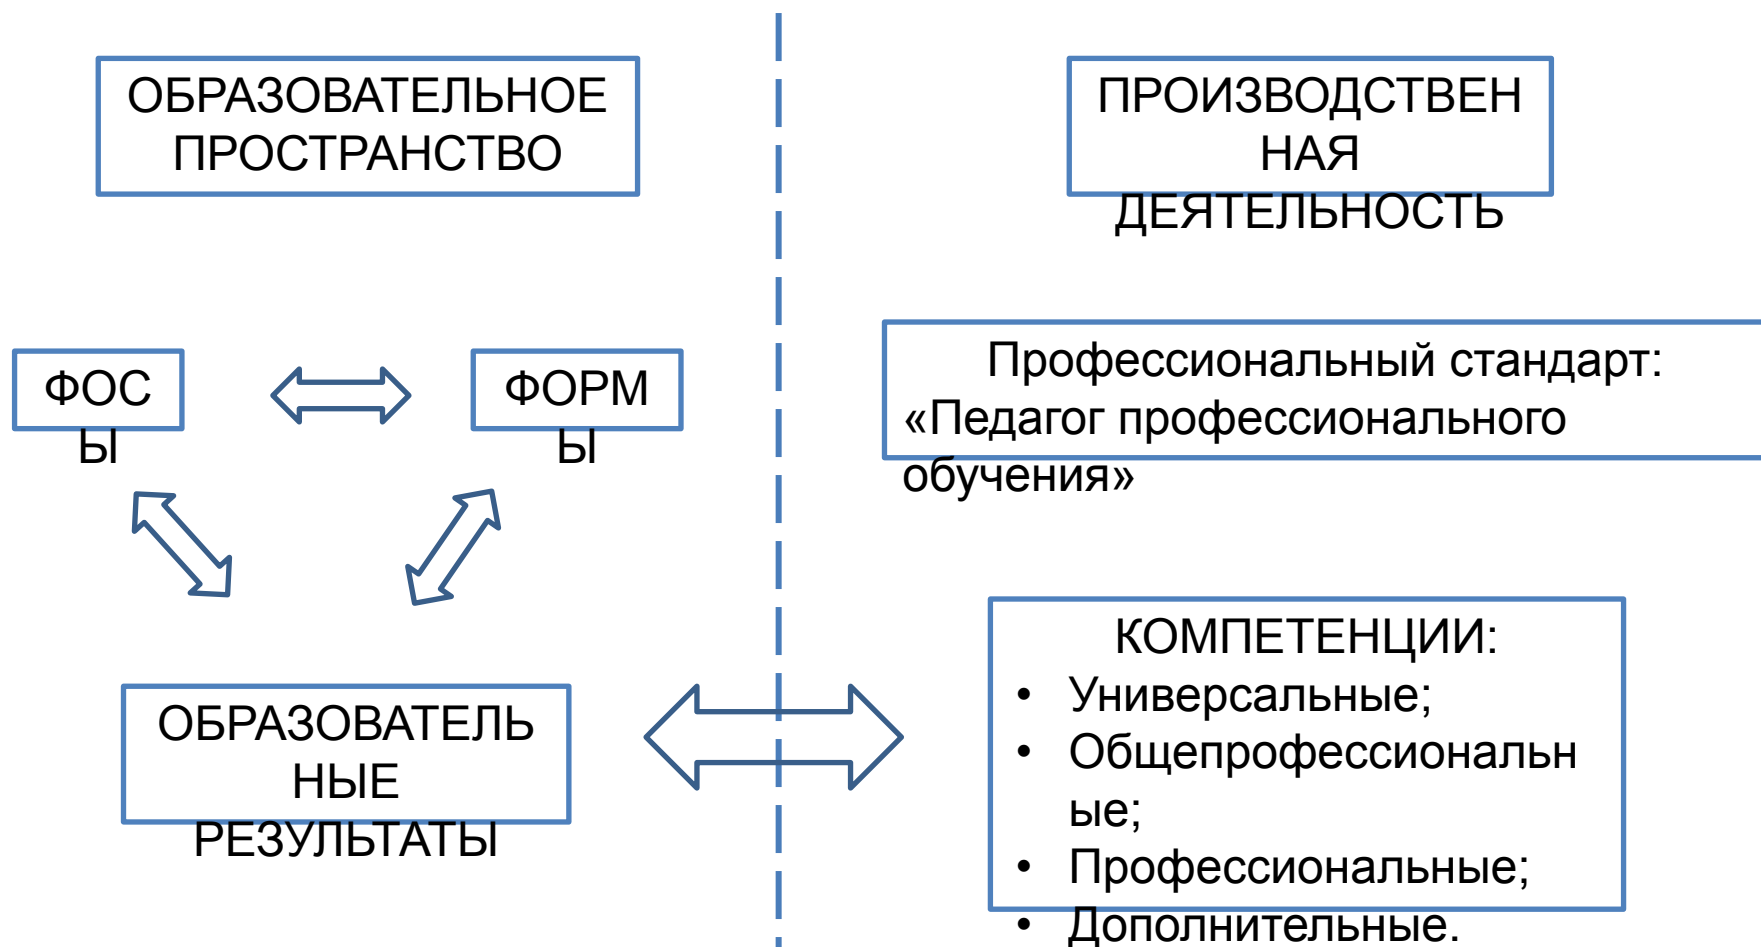 ОБРАЗОВАТЕЛЬНОЕ
ПРОСТРАНСТВО
ПРОИЗВОДСТВЕН
НАЯ
ДЕЯТЕЛЬНОСТЬ
ФОС
Ы
ФОРМ
Ы
Профессиональный стандарт:
«Педагог профессионального
обучения»
ОБРАЗОВАТЕЛЬ
НЫЕ
РЕЗУЛЬТАТЫ
КОМПЕТЕНЦИИ:
• Универсальные;
• Общепрофессиональн
ые;
• Профессиональные;
• Дополнительные.